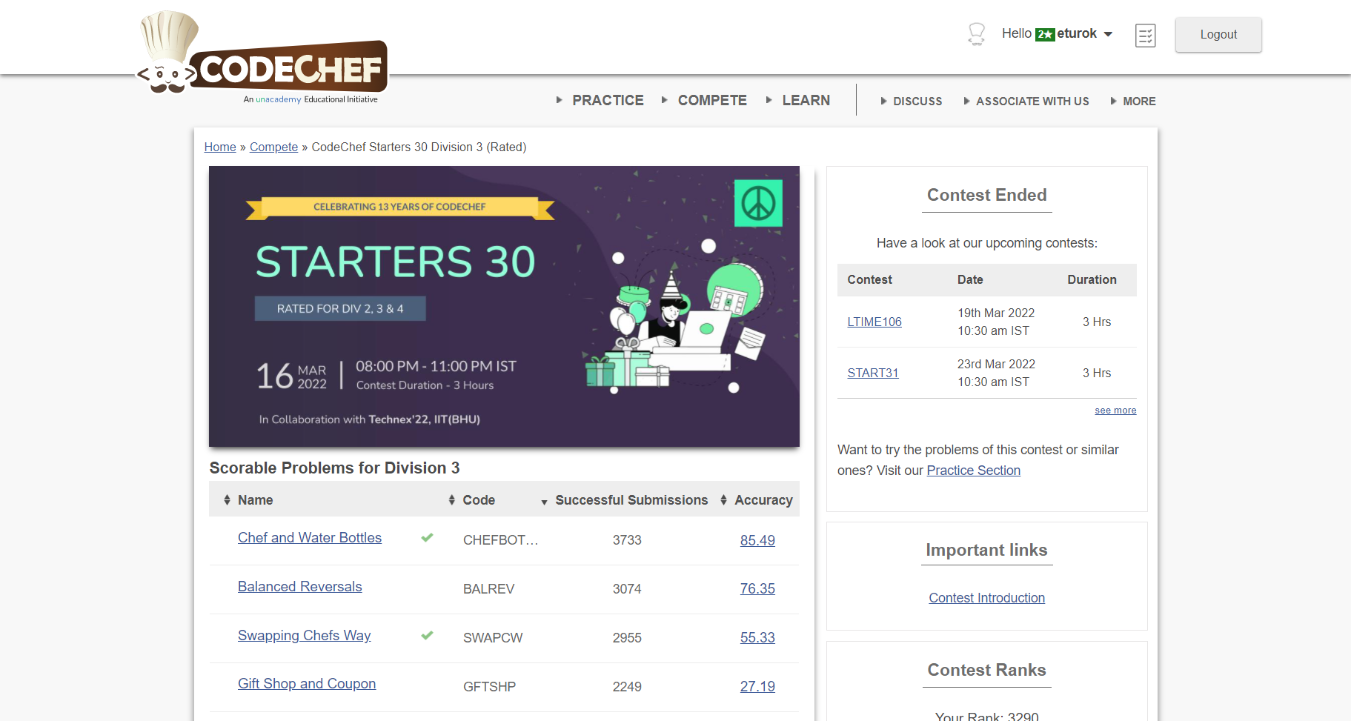 Hello 2★ eturok
Logout
CODECHEF
An unacademy Educational Initiative
PRACTICE COMPETE LEARN DISCUSS ASSOCIATE WITH US MORE
Home » Compete » CodeChef Starters 30 Division 3 (Rated)
CELEBRATING 13 YEARS OF CODECHEF
STARTERS 30
RATED FOR DIV 2, 3 & 4
16 MAR 2022
08:00 PM - 11:00 PM IST
Contest Duration - 3 Hours
In Collaboration with Technex'22, IIT(BHU)
Scorable Problems for Division 3
Name Code Successful Submissions Accuracy
Chef and Water Bottles CHEFBOT... 3733 85.49
Balanced Reversals BALREV 3074 76.35
Swapping Chefs Way SWAPCW 2955 55.33
Gift Shop and Coupon GFTSHP 2249 27.19
Contest Ended
Have a look at our upcoming contests:
Contest Date Duration
LTIME106 19th Mar 2022 10:30 am IST 3 Hrs
START31 23rd Mar 2022 10:30 am IST 3 Hrs
see more
Want to try the problems of this contest or similar
ones? Visit our Practice Section
Important links
Contest Introduction
Contest Ranks
Your Rank: 3290